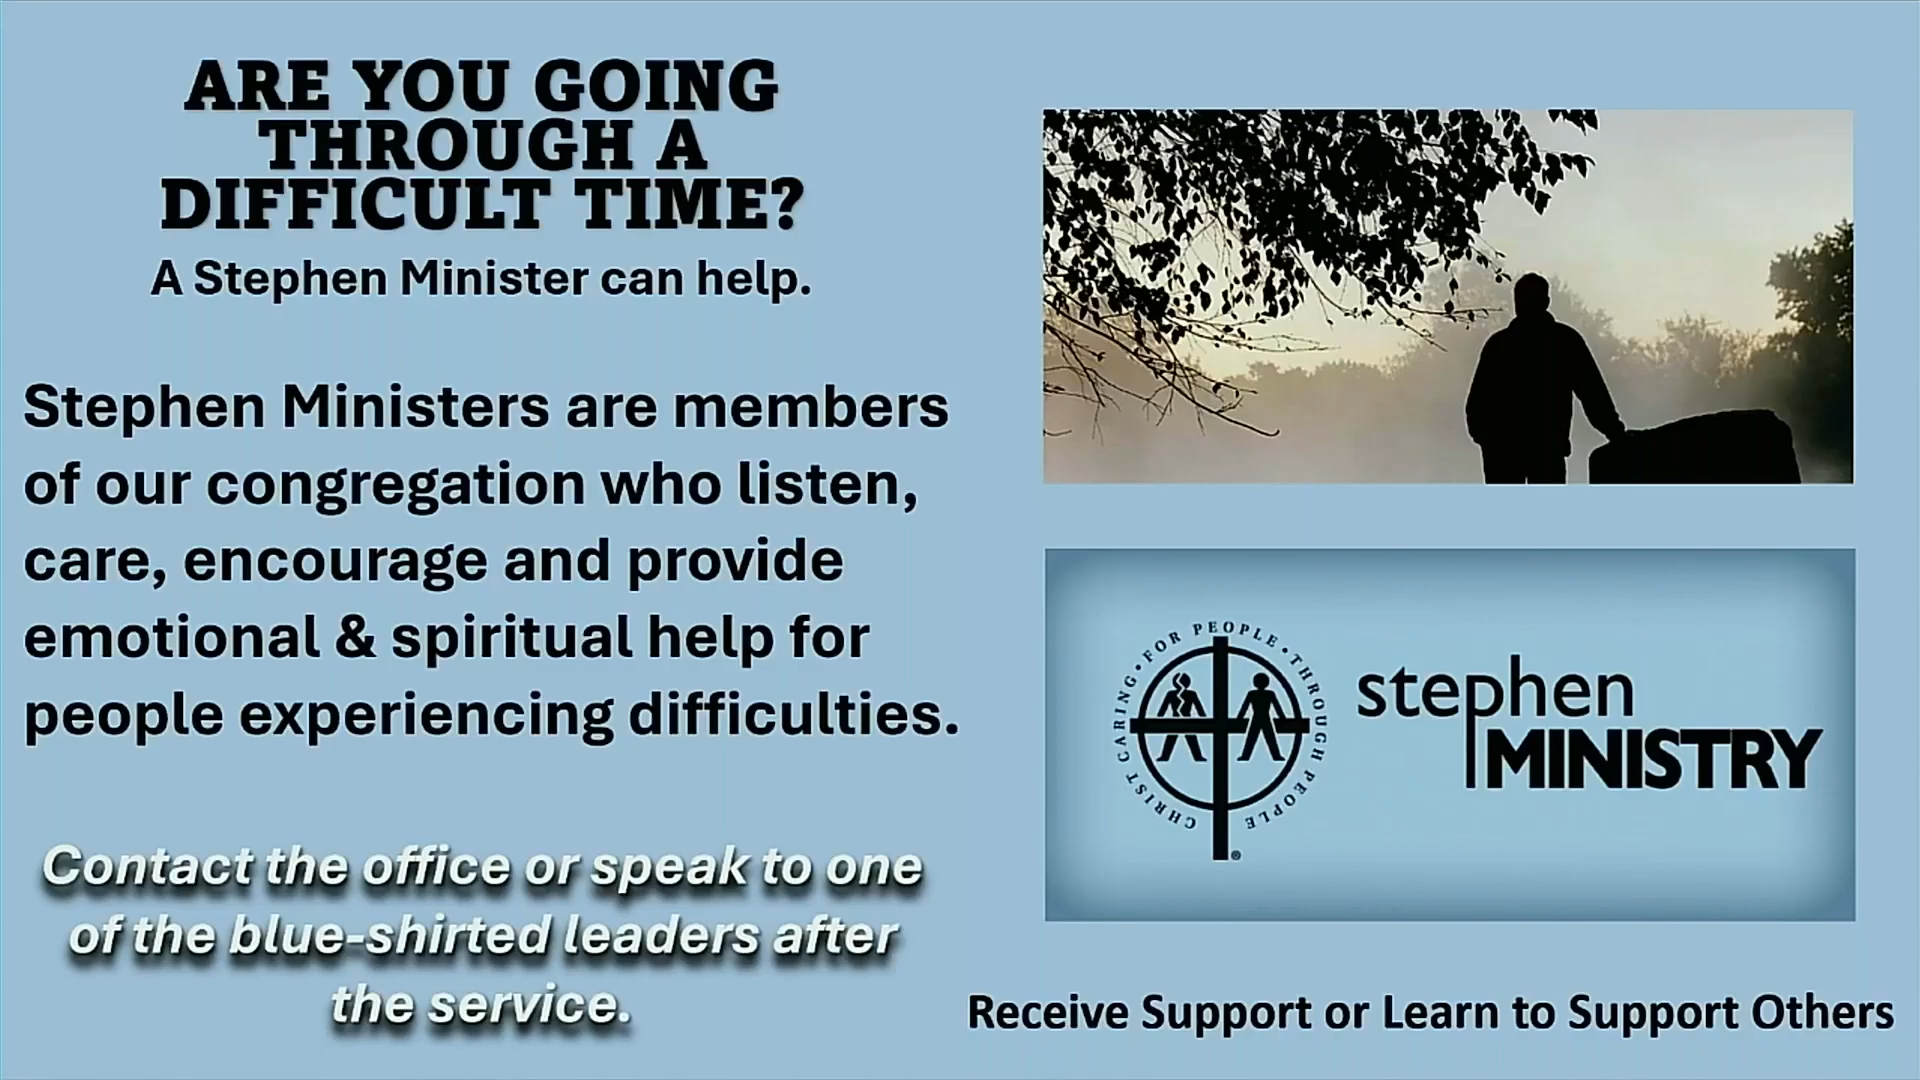 ARE YOU GOING
THROUGH A
DIFFICULT TIME?
A Stephen Minister can help.
Stephen Ministers are members
of our congregation who listen,
care, encourage and provide
emotional & spiritual help for
people experiencing difficulties.
Contact the office or speak to one
of the blue-shirted leaders after
the service.
CHRIST CARING • FOR PEOPLE • THROUGH PEOPLE
®
stephen
MINISTRY
Receive Support or Learn to Support Others